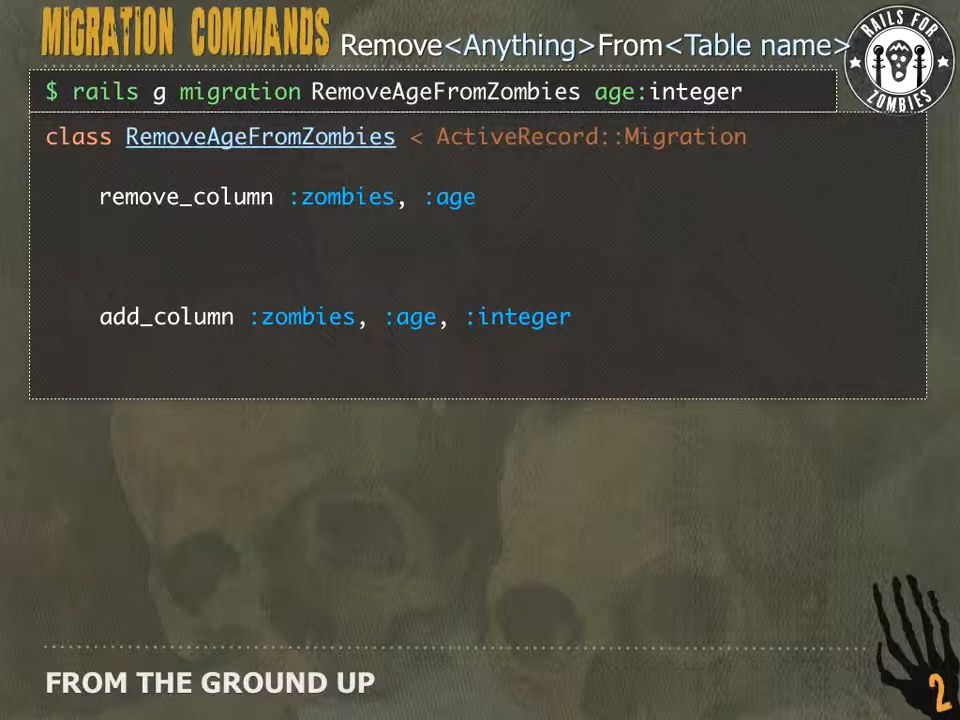 MIGRATION COMMANDS
Remove<Anything>From<Table name>
RAILS FOR ZOMBIES
$ rails g migration RemoveAgeFromZombies age:integer
class RemoveAgeFromZombies < ActiveRecord::Migration
remove_column :zombies, :age
add_column :zombies, :age, :integer
FROM THE GROUND UP
2